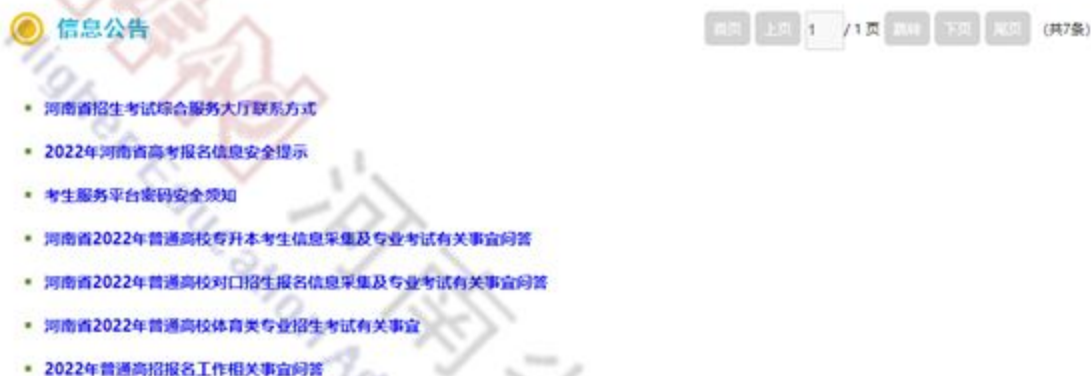 信息公告
首页 上页 1 / 1 页 跳转 下页 尾页 (共7条)
河南省招生考试综合服务大厅联系方式
2022年河南省高考报名信息安全提示
考生服务平台密码安全须知
河南省2022年普通高校专升本考生信息采集及专业考试有关事宜问答
河南省2022年普通高校对口招生报名信息采集及专业考试有关事宜问答
河南省2022年普通高校体育类专业招生考试有关事宜
2022年普通高招报名工作相关事宜问答
Higher Education Ad
河南省